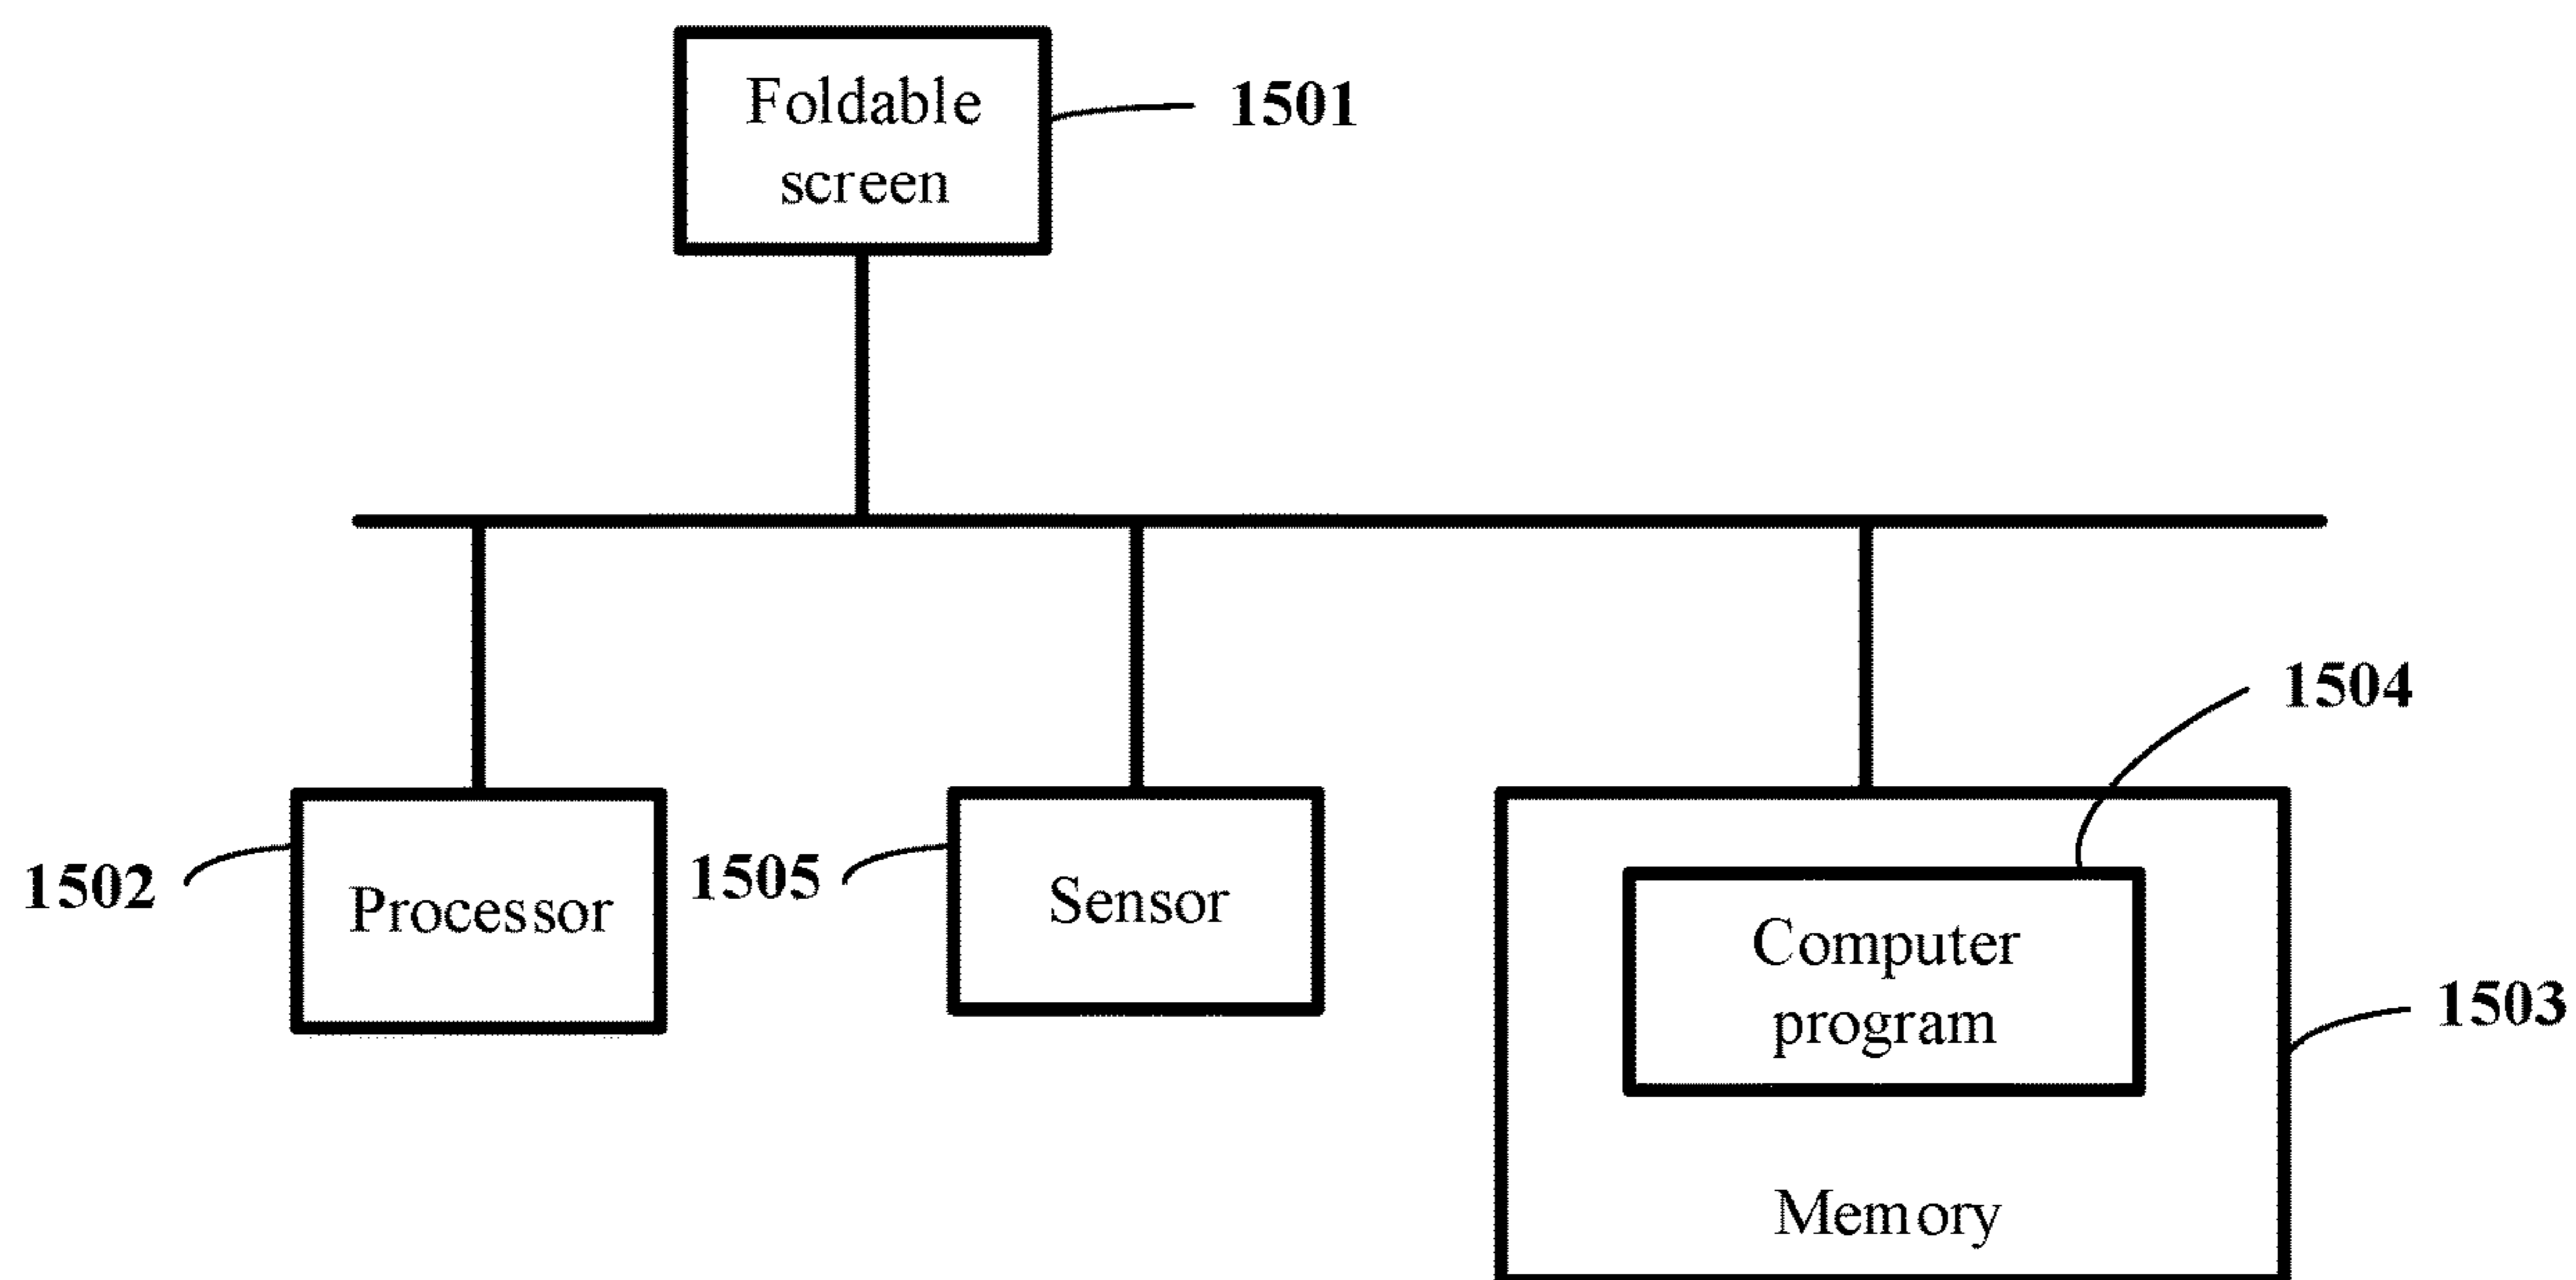 Foldable
screen
1501
1504
1502
Processor
1505
Sensor
Computer
program
1503
Memory